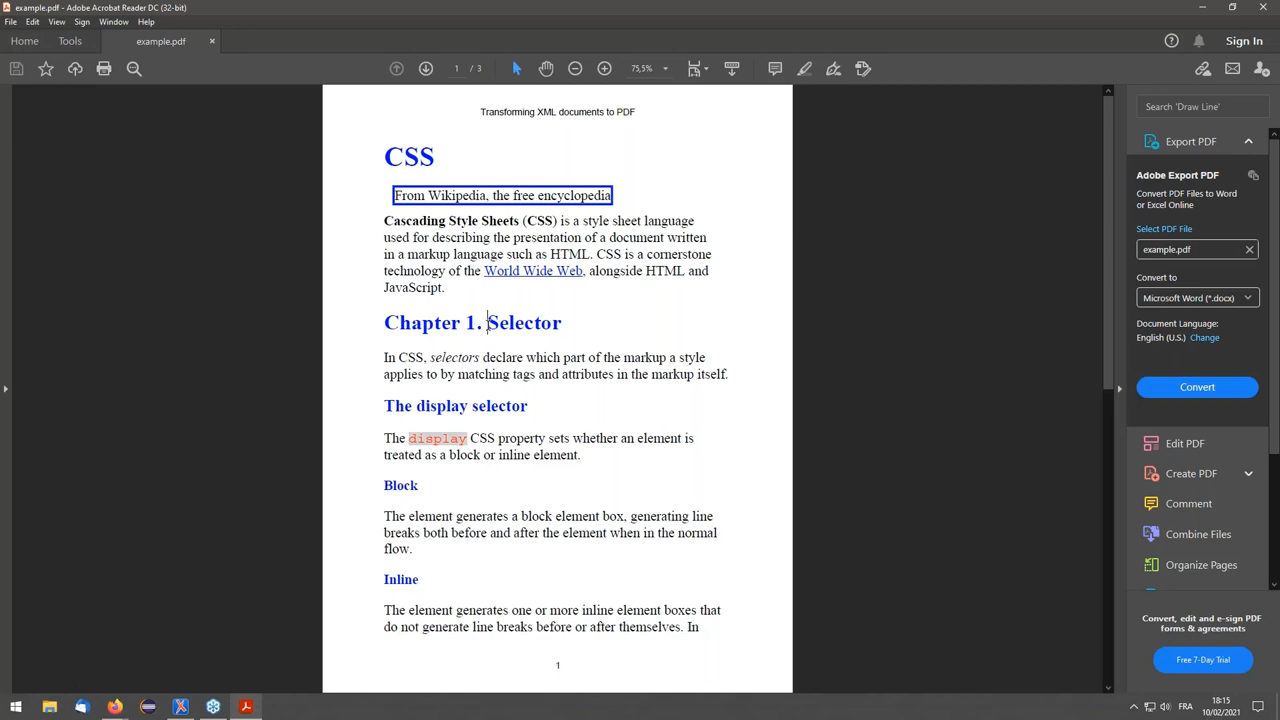 example.pdf - Adobe Acrobat Reader DC (32-bit)
File Edit View Sign Window Help
Home Tools example.pdf × Sign In
1 / 3 75,5%
Transforming XML documents to PDF
CSS
From Wikipedia, the free encyclopedia
Cascading Style Sheets (CSS) is a style sheet language
used for describing the presentation of a document written
in a markup language such as HTML. CSS is a cornerstone
technology of the World Wide Web, alongside HTML and
JavaScript.
Chapter 1. Selector
In CSS, selectors declare which part of the markup a style
applies to by matching tags and attributes in the markup itself.
The display selector
The display CSS property sets whether an element is
treated as a block or inline element.
Block
The element generates a block element box, generating line
breaks both before and after the element when in the normal
flow.
Inline
The element generates one or more inline element boxes that
do not generate line breaks before or after themselves. In
1
Search 'Draw Line'
Export PDF
Adobe Export PDF
Convert PDF Files to Word
or Excel Online
Select PDF File
example.pdf
Convert to
Microsoft Word (*.docx)
Document Language:
English (U.S.) Change
Convert
Edit PDF
Create PDF
Comment
Combine Files
Organize Pages
Convert, edit and e-sign PDF
forms & agreements
Free 7-Day Trial
FRA
18:15
10/02/2021